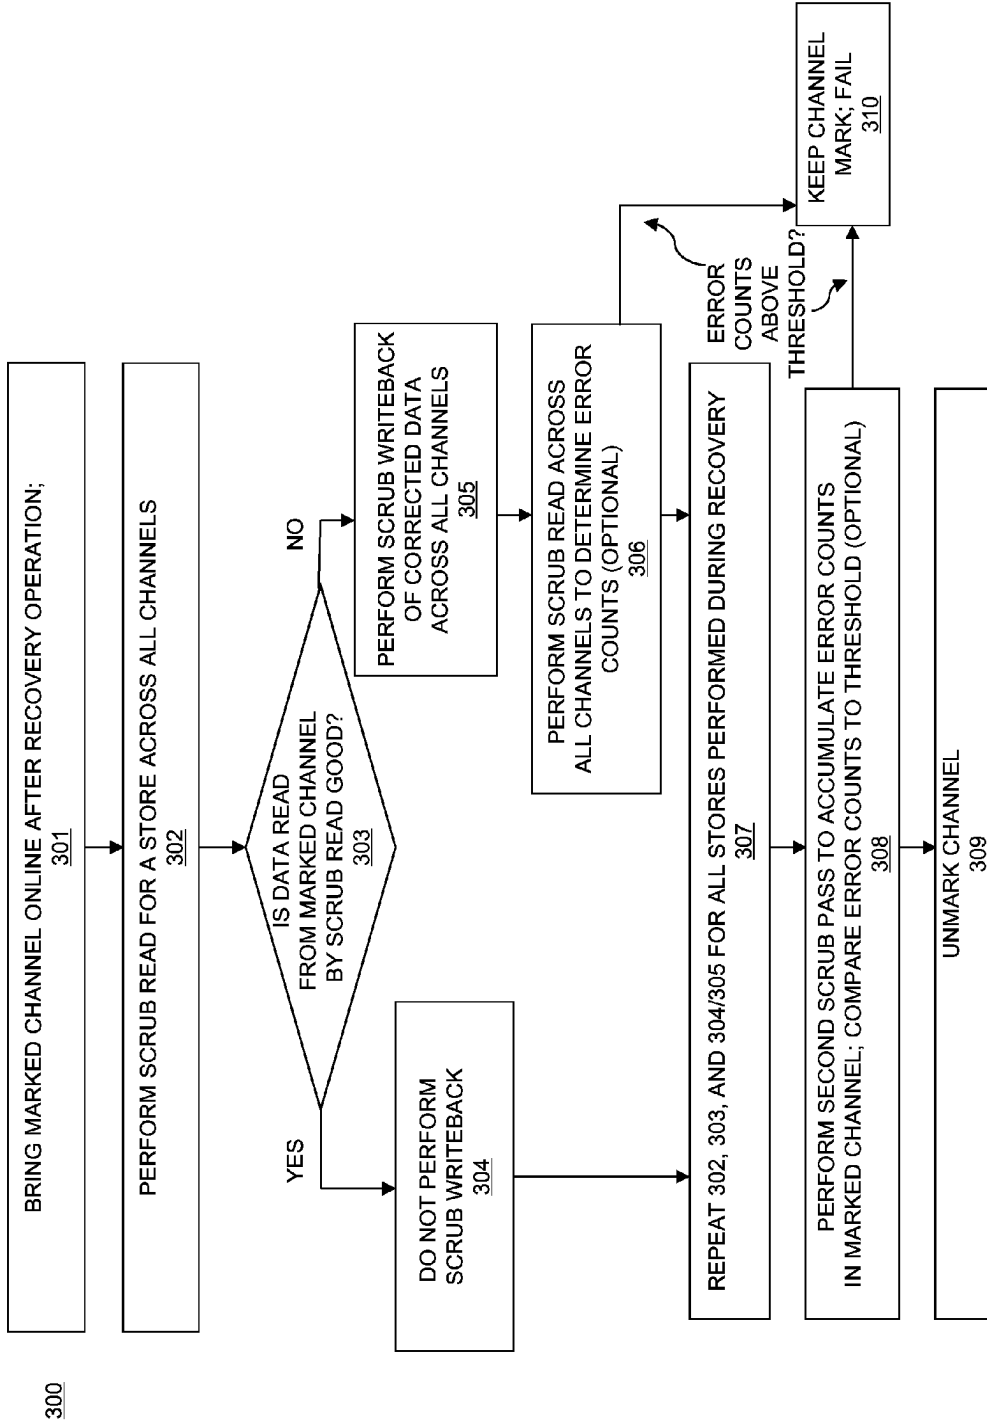 300
BRING MARKED CHANNEL ONLINE AFTER RECOVERY OPERATION;
301
PERFORM SCRUB READ FOR A STORE ACROSS ALL CHANNELS
302
IS DATA READ
FROM MARKED CHANNEL
BY SCRUB READ GOOD?
303
YES
NO
DO NOT PERFORM
SCRUB WRITEBACK
304
PERFORM SCRUB WRITEBACK
OF CORRECTED DATA
ACROSS ALL CHANNELS
305
PERFORM SCRUB READ ACROSS
ALL CHANNELS TO DETERMINE ERROR
COUNTS (OPTIONAL)
306
ERROR
COUNTS
ABOVE
THRESHOLD?
REPEAT 302, 303, AND 304/305 FOR ALL STORES PERFORMED DURING RECOVERY
307
PERFORM SECOND SCRUB PASS TO ACCUMULATE ERROR COUNTS
IN MARKED CHANNEL; COMPARE ERROR COUNTS TO THRESHOLD (OPTIONAL)
308
KEEP CHANNEL
MARK; FAIL
310
UNMARK CHANNEL
309